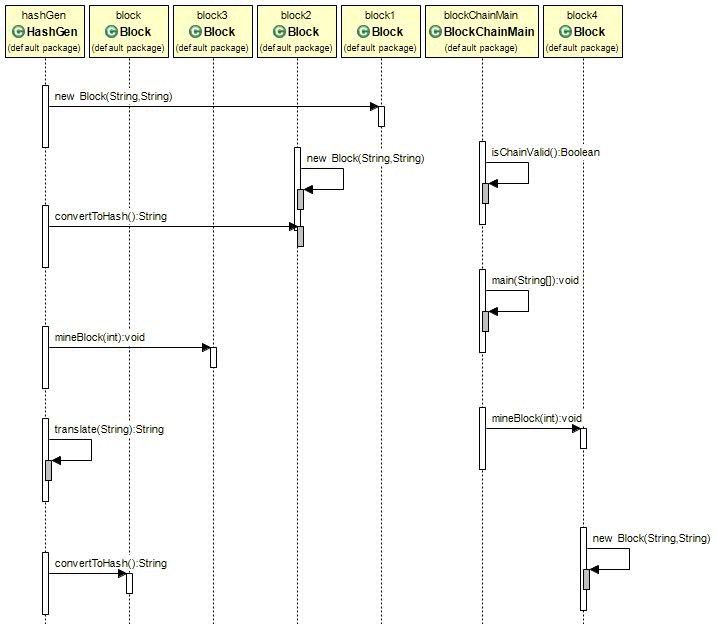 hashGen block block3 block2 block1 blockChainMain block4
C HashGen C Block C Block C Block C Block C BlockChainMain C Block
(default package) (default package) (default package) (default package) (default package) (default package) (default package)
new Block(String,String)
isChainValid():Boolean
new Block(String,String)
convertToHash():String
main(String[]):void
mineBlock(int):void
mineBlock(int):void
translate(String):String
new Block(String,String)
convertToHash():String